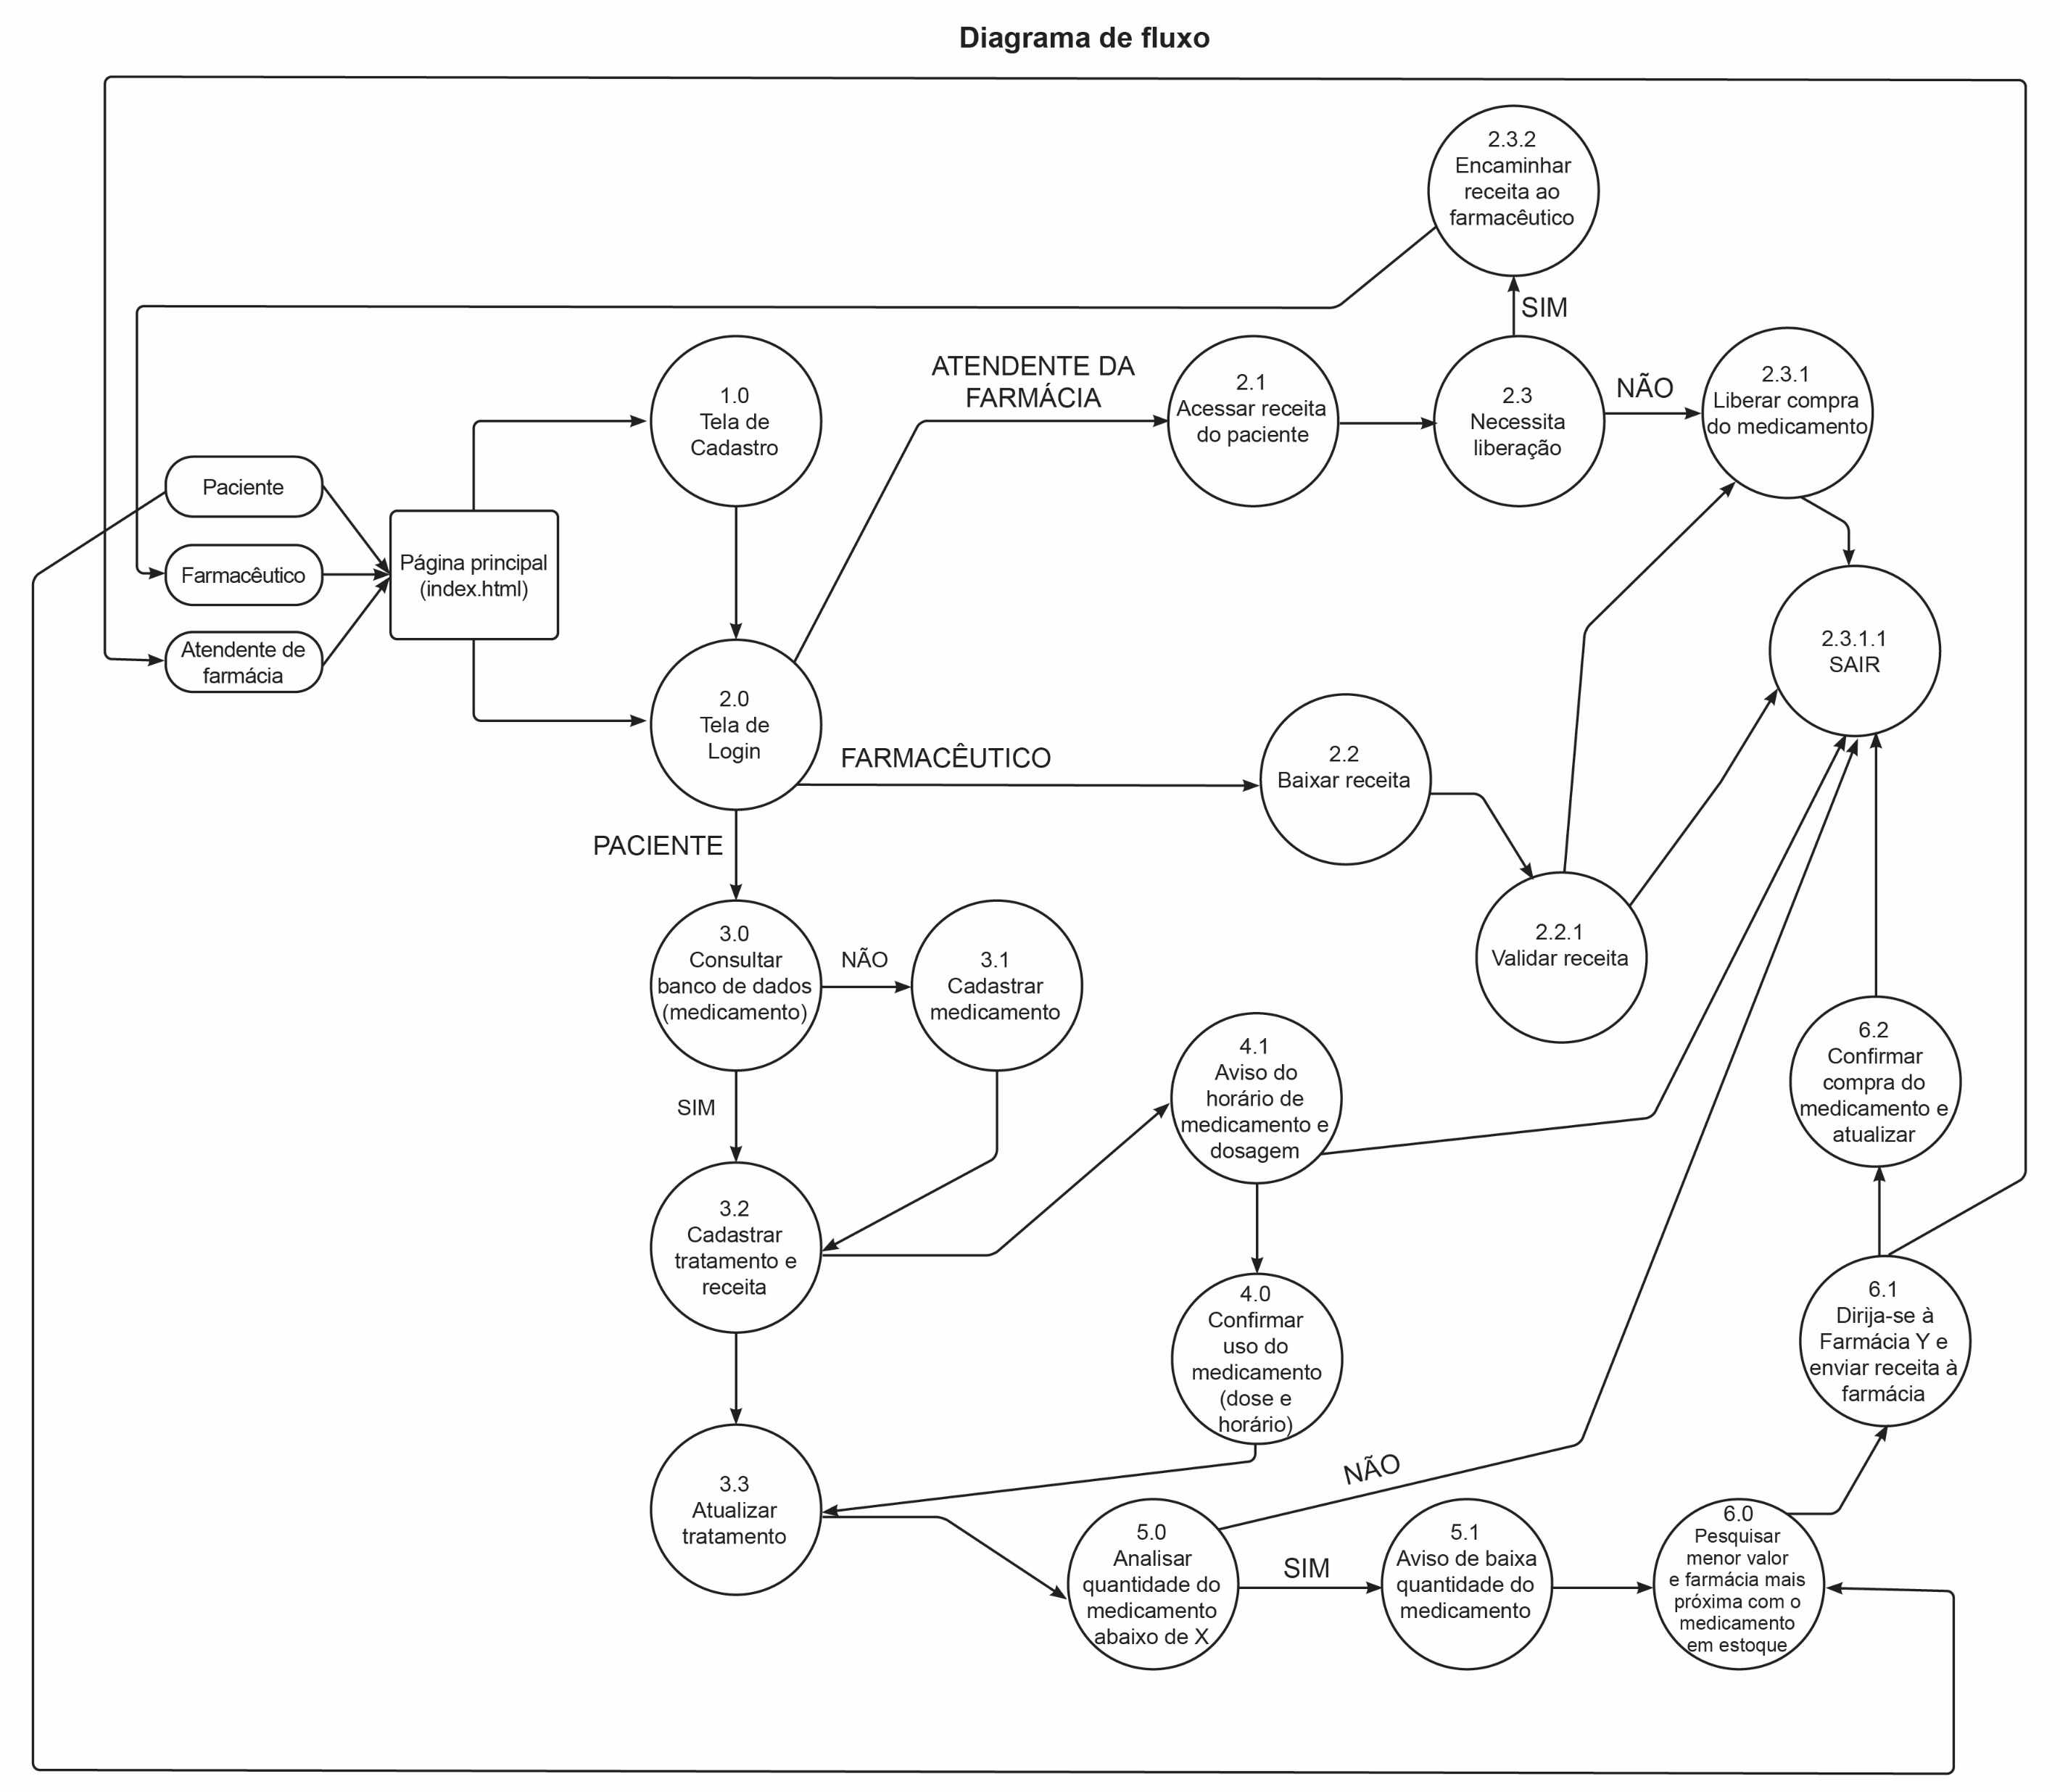 Diagrama de fluxo
2.3.2
Encaminhar
receita ao
farmacêutico
SIM
ATENDENTE DA
FARMÁCIA
1.0
Tela de
Cadastro
2.1
Acessar receita
do paciente
2.3
Necessita
liberação
NÃO
2.3.1
Liberar compra
do medicamento
Paciente
Farmacêutico
Atendente de
farmácia
Página principal
(index.html)
2.3.1.1
SAIR
2.0
Tela de
Login
FARMACÊUTICO
2.2
Baixar receita
PACIENTE
2.2.1
Validar receita
3.0
Consultar
banco de dados
(medicamento)
NÃO
3.1
Cadastrar
medicamento
SIM
4.1
Aviso do
horário de
medicamento e
dosagem
6.2
Confirmar
compra do
medicamento e
atualizar
3.2
Cadastrar
tratamento e
receita
4.0
Confirmar
uso do
medicamento
(dose e
horário)
6.1
Dirija-se à
Farmácia Y e
enviar receita à
farmácia
3.3
Atualizar
tratamento
NÃO
5.0
Analisar
quantidade do
medicamento
abaixo de X
SIM
5.1
Aviso de baixa
quantidade do
medicamento
6.0
Pesquisar
menor valor
e farmácia mais
próxima com o
medicamento
em estoque